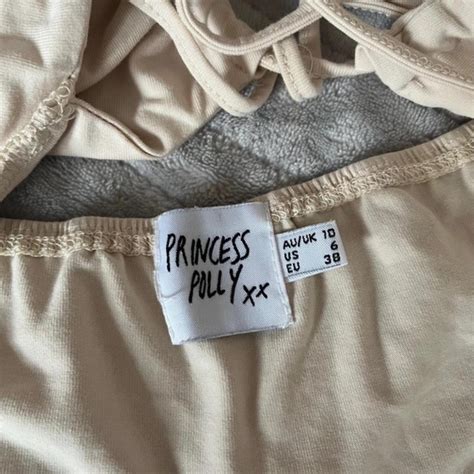 PRINCESS
POLLY xx
AU/UK 10
US 6
EU 38